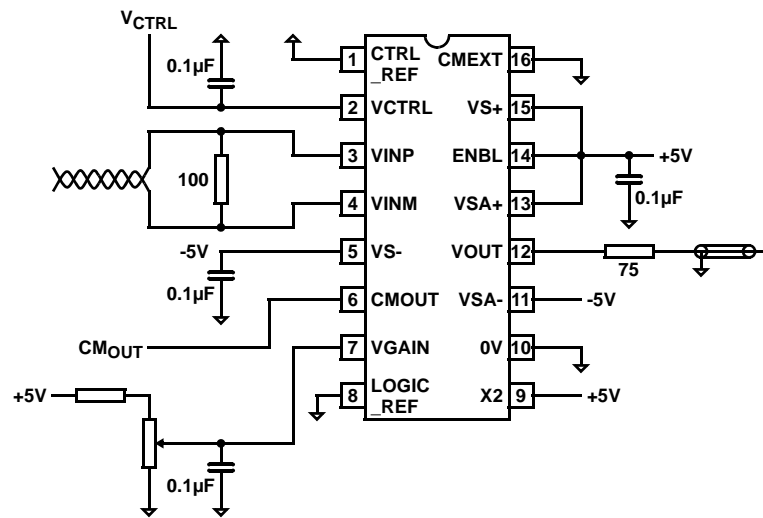 VCTRL
0.1µF
1 CTRL_REF
CMEXT 16
2 VCTRL
VS+ 15
3 VINP
ENBL 14
+5V
100
4 VINM
VSA+ 13
0.1µF
-5V
5 VS-
VOUT 12
75
0.1µF
6 CMOUT
VSA- 11
-5V
CMOUT
7 VGAIN
0V 10
+5V
8 LOGIC_REF
X2 9
+5V
0.1µF